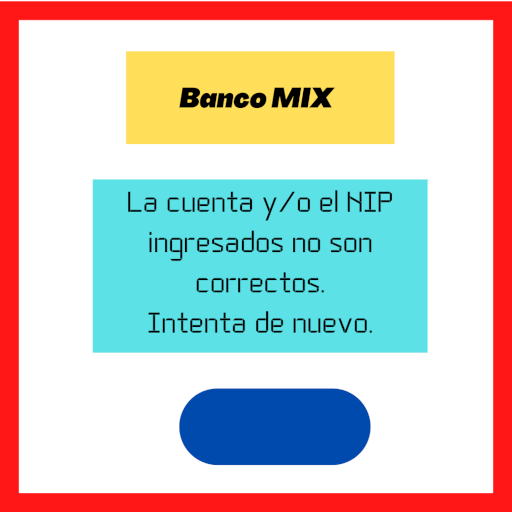 Banco MIX
La cuenta y/o el NIP
ingresados no son
correctos.
Intenta de nuevo.